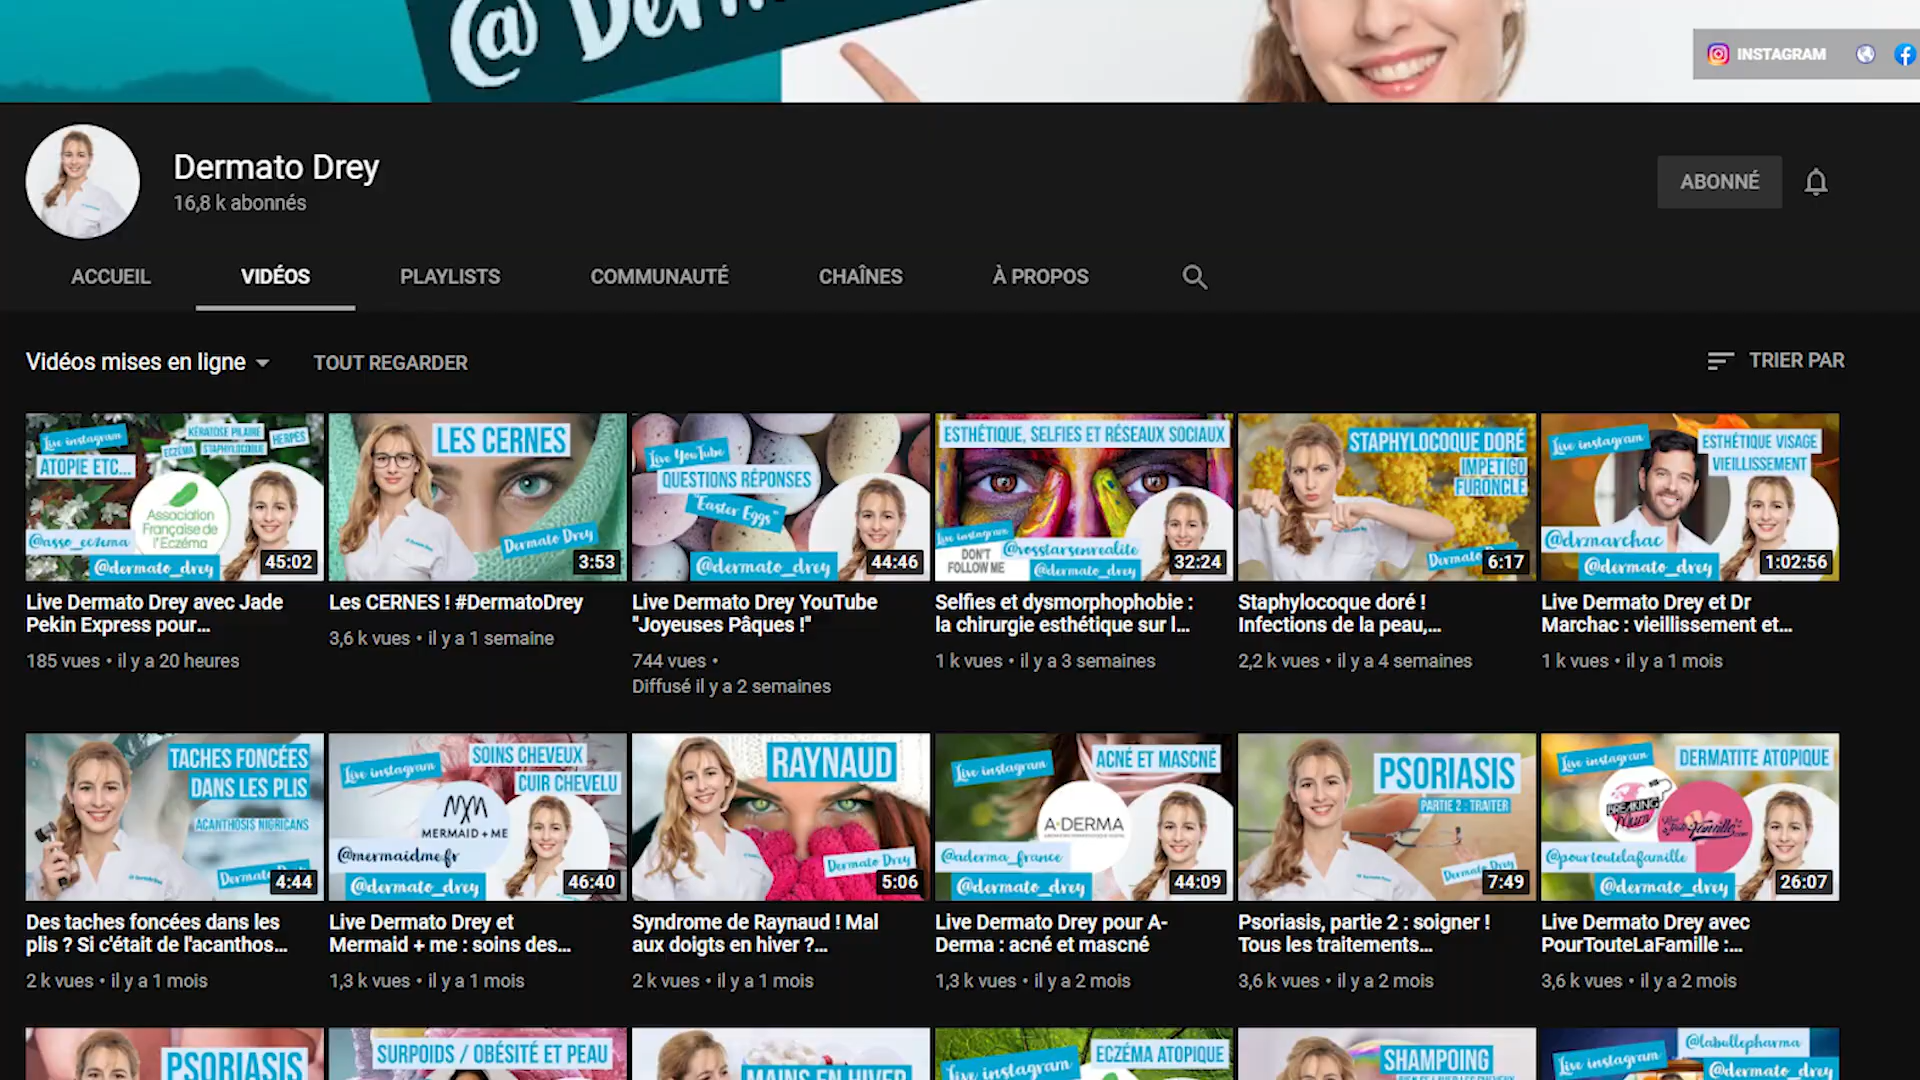 @ Der
INSTAGRAM
Dermato Drey
16,8 k abonnés
ABONNÉ
ACCUEIL
VIDÉOS
PLAYLISTS
COMMUNAUTÉ
CHAÎNES
À PROPOS
Vidéos mises en ligne
TOUT REGARDER
TRIER PAR
Live instagram
KÉRATOSE PILAIRE
HERPÈS
ECZÉMA
STAPHYLOCOQUE
ATOPIE ETC...
Association
Française de
l'Eczéma
@asso_eczema
@dermato_drey
45:02
LES CERNES
Dermato Drey
3:53
Live YouTube
QUESTIONS RÉPONSES
"Easter Eggs"
@dermato_drey
44:46
ESTHÉTIQUE, SELFIES ET RÉSEAUX SOCIAUX
Live instagram
DON'T
FOLLOW ME
@vosstarsenrealite
@dermato_drey
32:24
STAPHYLOCOQUE DORÉ
IMPETIGO
FURONCLE
Dermato
6:17
Live instagram
ESTHÉTIQUE VISAGE
VIEILLISSEMENT
@drmarchac
@dermato_drey
1:02:56
Live Dermato Drey avec Jade
Pekin Express pour...
185 vues • il y a 20 heures
Les CERNES ! #DermatoDrey
3,6 k vues • il y a 1 semaine
Live Dermato Drey YouTube
"Joyeuses Pâques !"
744 vues •
Diffusé il y a 2 semaines
Selfies et dysmorphophobie :
la chirurgie esthétique sur l...
1 k vues • il y a 3 semaines
Staphylocoque doré !
Infections de la peau,...
2,2 k vues • il y a 4 semaines
Live Dermato Drey et Dr
Marchac : vieillissement et...
1 k vues • il y a 1 mois
TACHES FONCÉES
DANS LES PLIS
ACANTHOSIS NIGRICANS
Dermato
4:44
Live instagram
SOINS CHEVEUX
CUIR CHEVELU
MERMAID + ME
@mermaidme.fr
@dermato_drey
46:40
RAYNAUD
Dermato Drey
5:06
Live instagram
ACNÉ ET MASCNÉ
A-DERMA
@aderma_france
@dermato_drey
44:09
PSORIASIS
PARTIE 2 : TRAITER
Dermato Drey
7:49
Live instagram
DERMATITE ATOPIQUE
BREAKING
Mum
@pourtoutelafamille
@dermato_drey
26:07
Des taches foncées dans les
plis ? Si c'était de l'acanthos...
2 k vues • il y a 1 mois
Live Dermato Drey et
Mermaid + me : soins des...
1,3 k vues • il y a 1 mois
Syndrome de Raynaud ! Mal
aux doigts en hiver ?...
2 k vues • il y a 1 mois
Live Dermato Drey pour A-
Derma : acné et mascné
1,3 k vues • il y a 2 mois
Psoriasis, partie 2 : soigner !
Tous les traitements...
3,6 k vues • il y a 2 mois
Live Dermato Drey avec
PourTouteLaFamille :...
3,6 k vues • il y a 2 mois
PSORIASIS
SURPOIDS / OBÉSITÉ ET PEAU
MAINS EN HIVER
Live instagram
ECZÉMA ATOPIQUE
SHAMPOING
Live instagram
@labullepharma
@dermato_drey